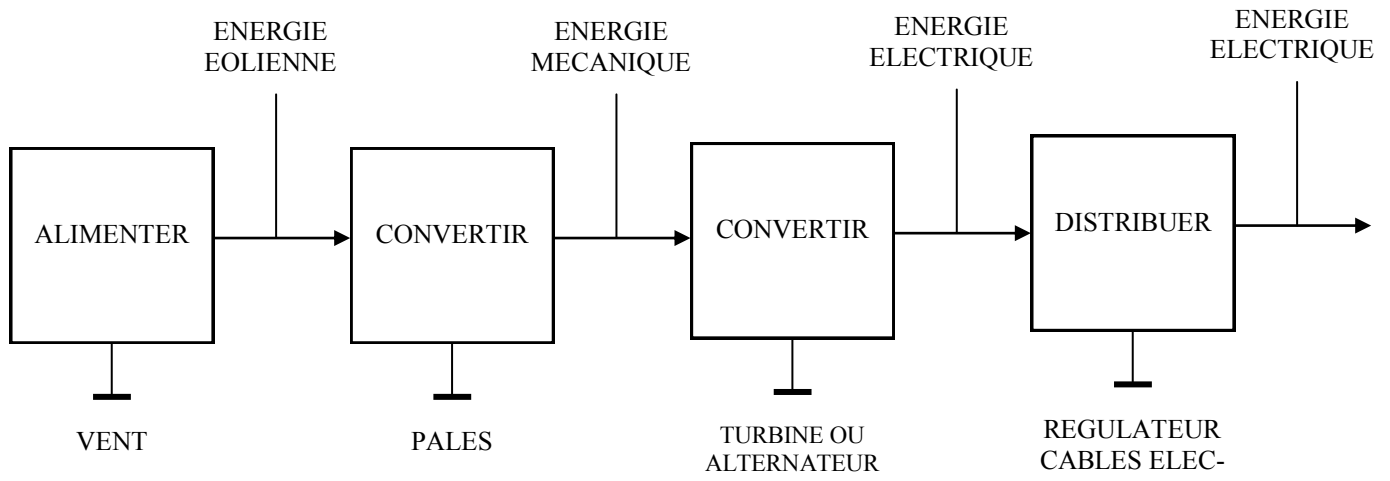 ENERGIE
EOLIENNE
ENERGIE
MECANIQUE
ENERGIE
ELECTRIQUE
ENERGIE
ELECTRIQUE
ALIMENTER
CONVERTIR
CONVERTIR
DISTRIBUER
VENT
PALES
TURBINE OU
ALTERNATEUR
REGULATEUR
CABLES ELEC-